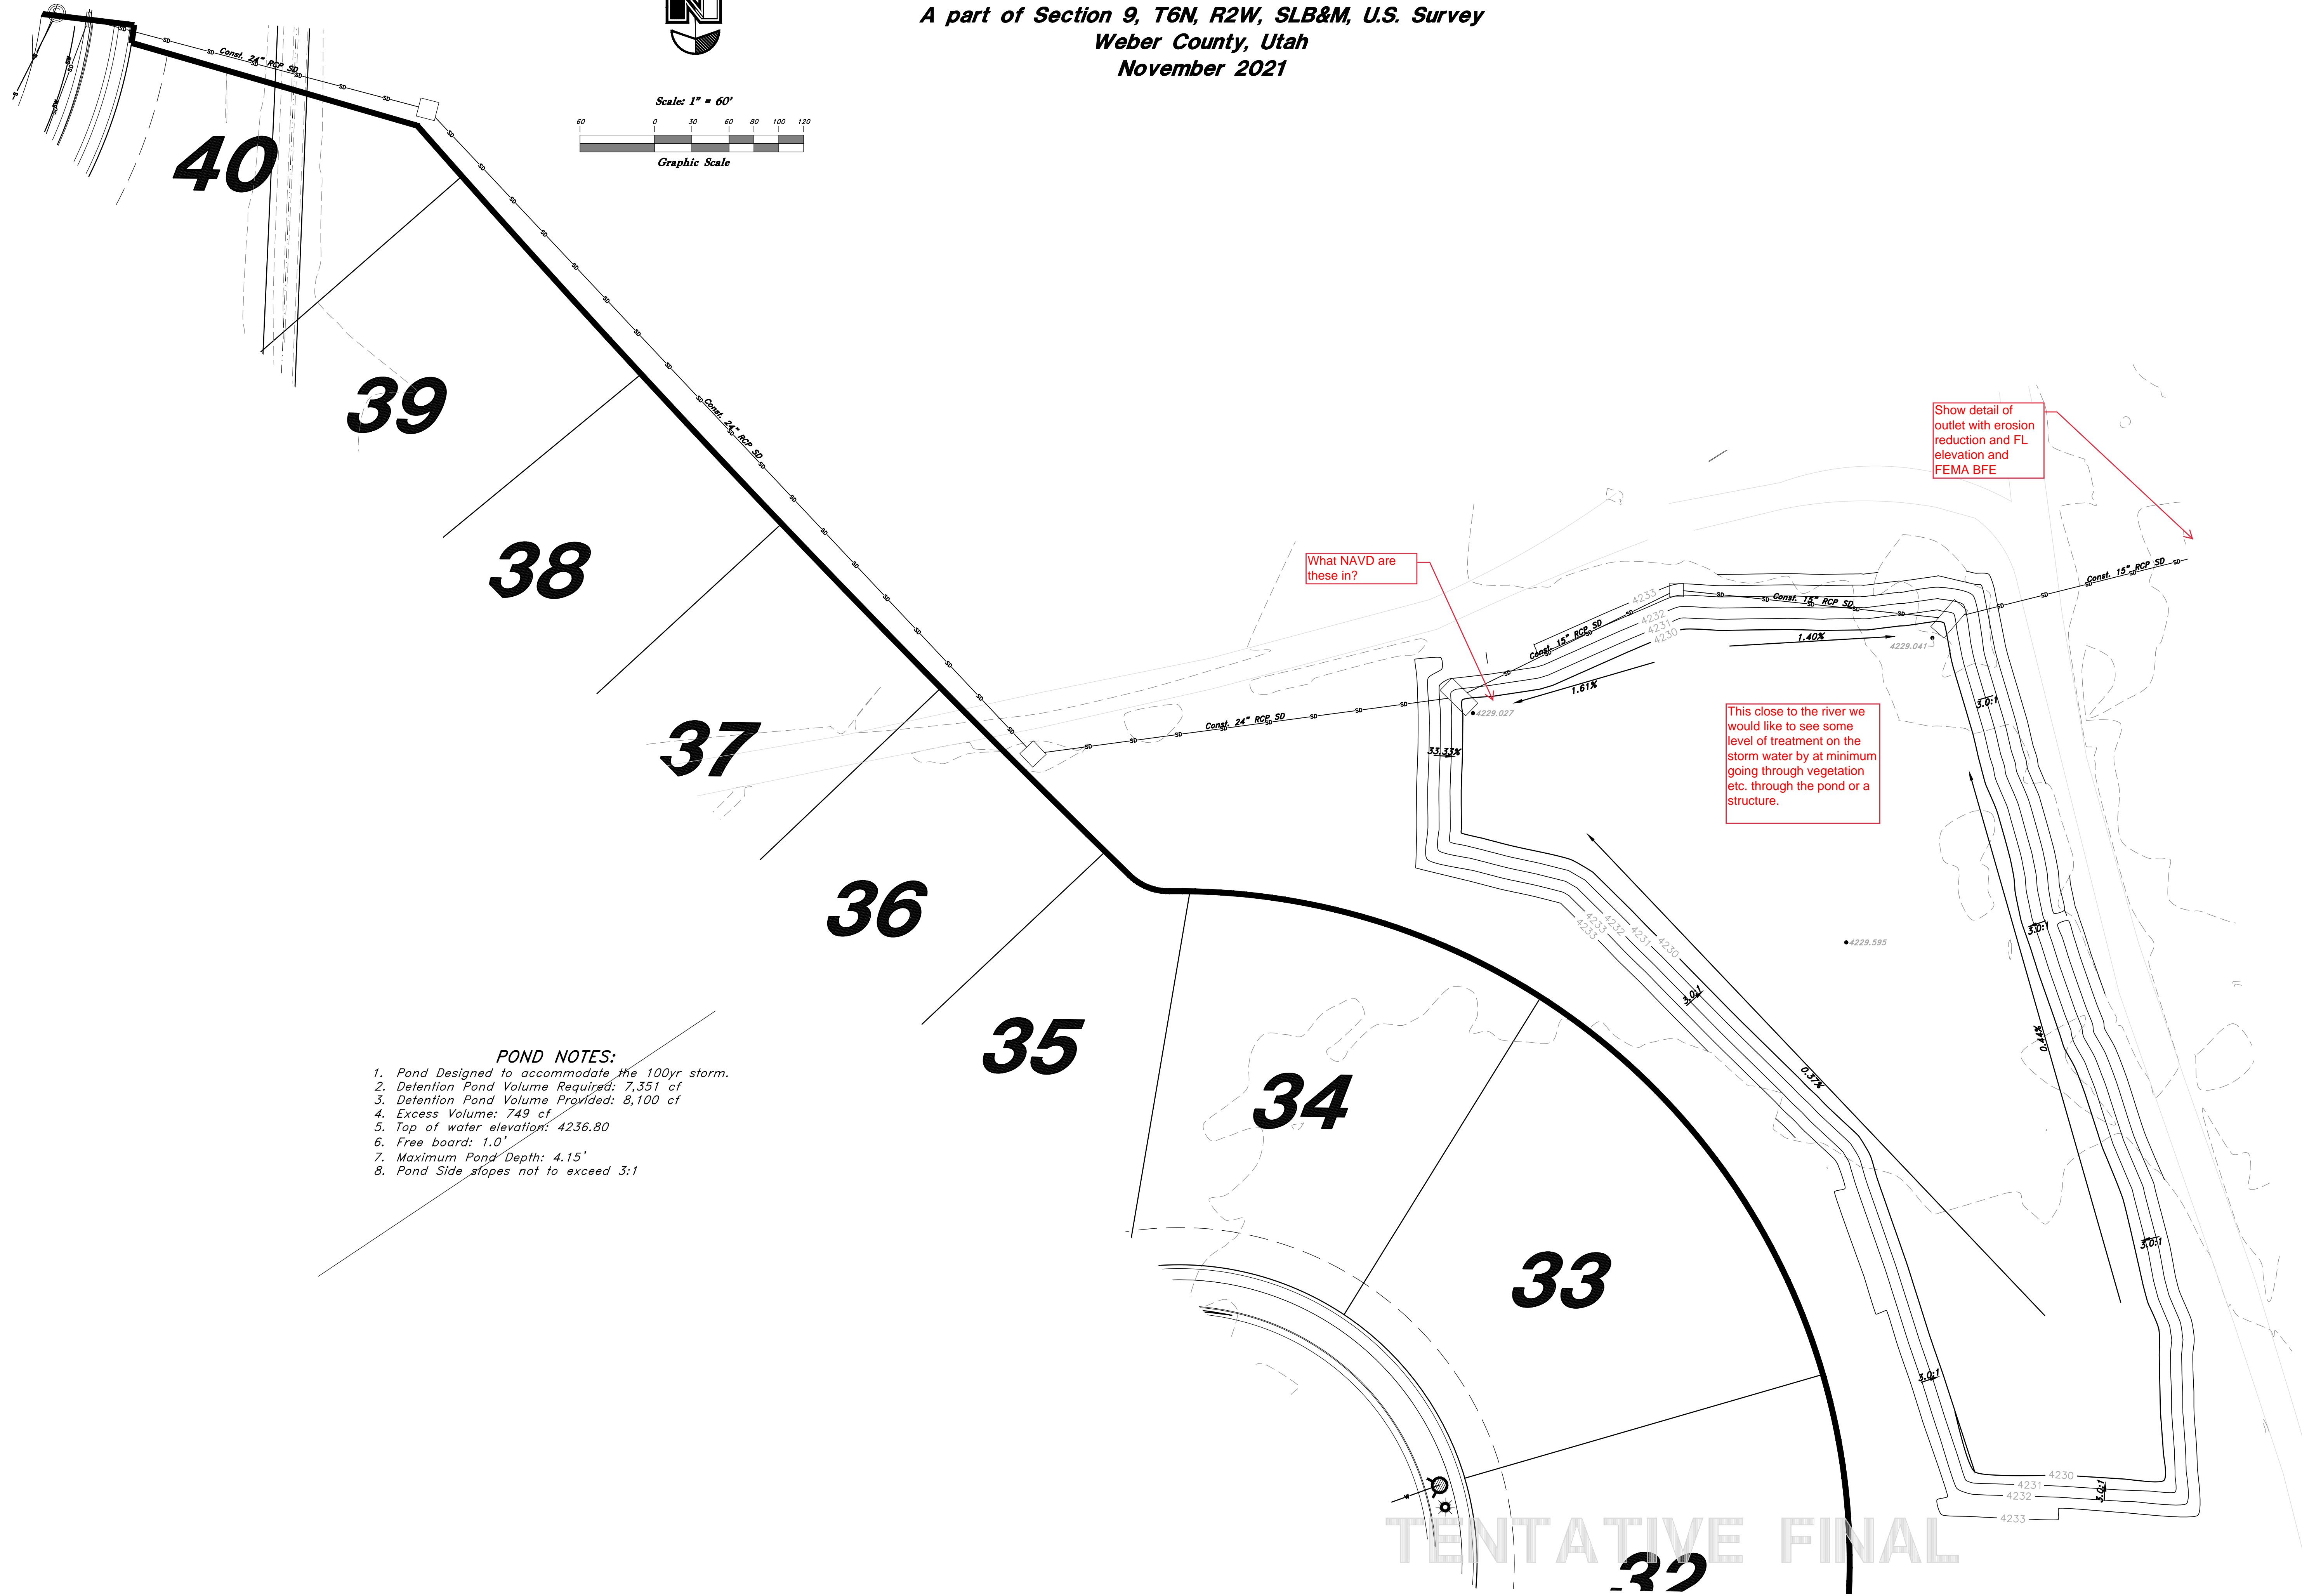 A part of Section 9, T6N, R2W, SLB&M, U.S. Survey
Weber County, Utah
November 2021
N
Scale: 1" = 60'
60 0 30 60 80 100 120
Graphic Scale
SD Const. 24" RCP SD SD
40
39
Const. 24" RCP SD
38
37
36
35
34
33
32
Show detail of
outlet with erosion
reduction and FL
elevation and
FEMA BFE
What NAVD are
these in?
Const. 15" RCP SD
Const. 15" RCP SD
Const. 15" RCP SD
4233
4232
4231
4230
1.40%
4229.041
1.61%
4229.027
Const. 24" RCP SD
33.33%
3.0:1
This close to the river we
would like to see some
level of treatment on the
storm water by at minimum
going through vegetation
etc. through the pond or a
structure.
4229.595
3.0:1
4233
4233
4232
4231
4230
3.0:1
0.44%
0.37%
3.0:1
3.0:1
POND NOTES:
1. Pond Designed to accommodate the 100yr storm.
2. Detention Pond Volume Required: 7,351 cf
3. Detention Pond Volume Provided: 8,100 cf
4. Excess Volume: 749 cf
5. Top of water elevation: 4236.80
6. Free board: 1.0'
7. Maximum Pond Depth: 4.15'
8. Pond Side slopes not to exceed 3:1
4230
4231
4232
4233
3.0:1
W
TENTATIVE FINAL